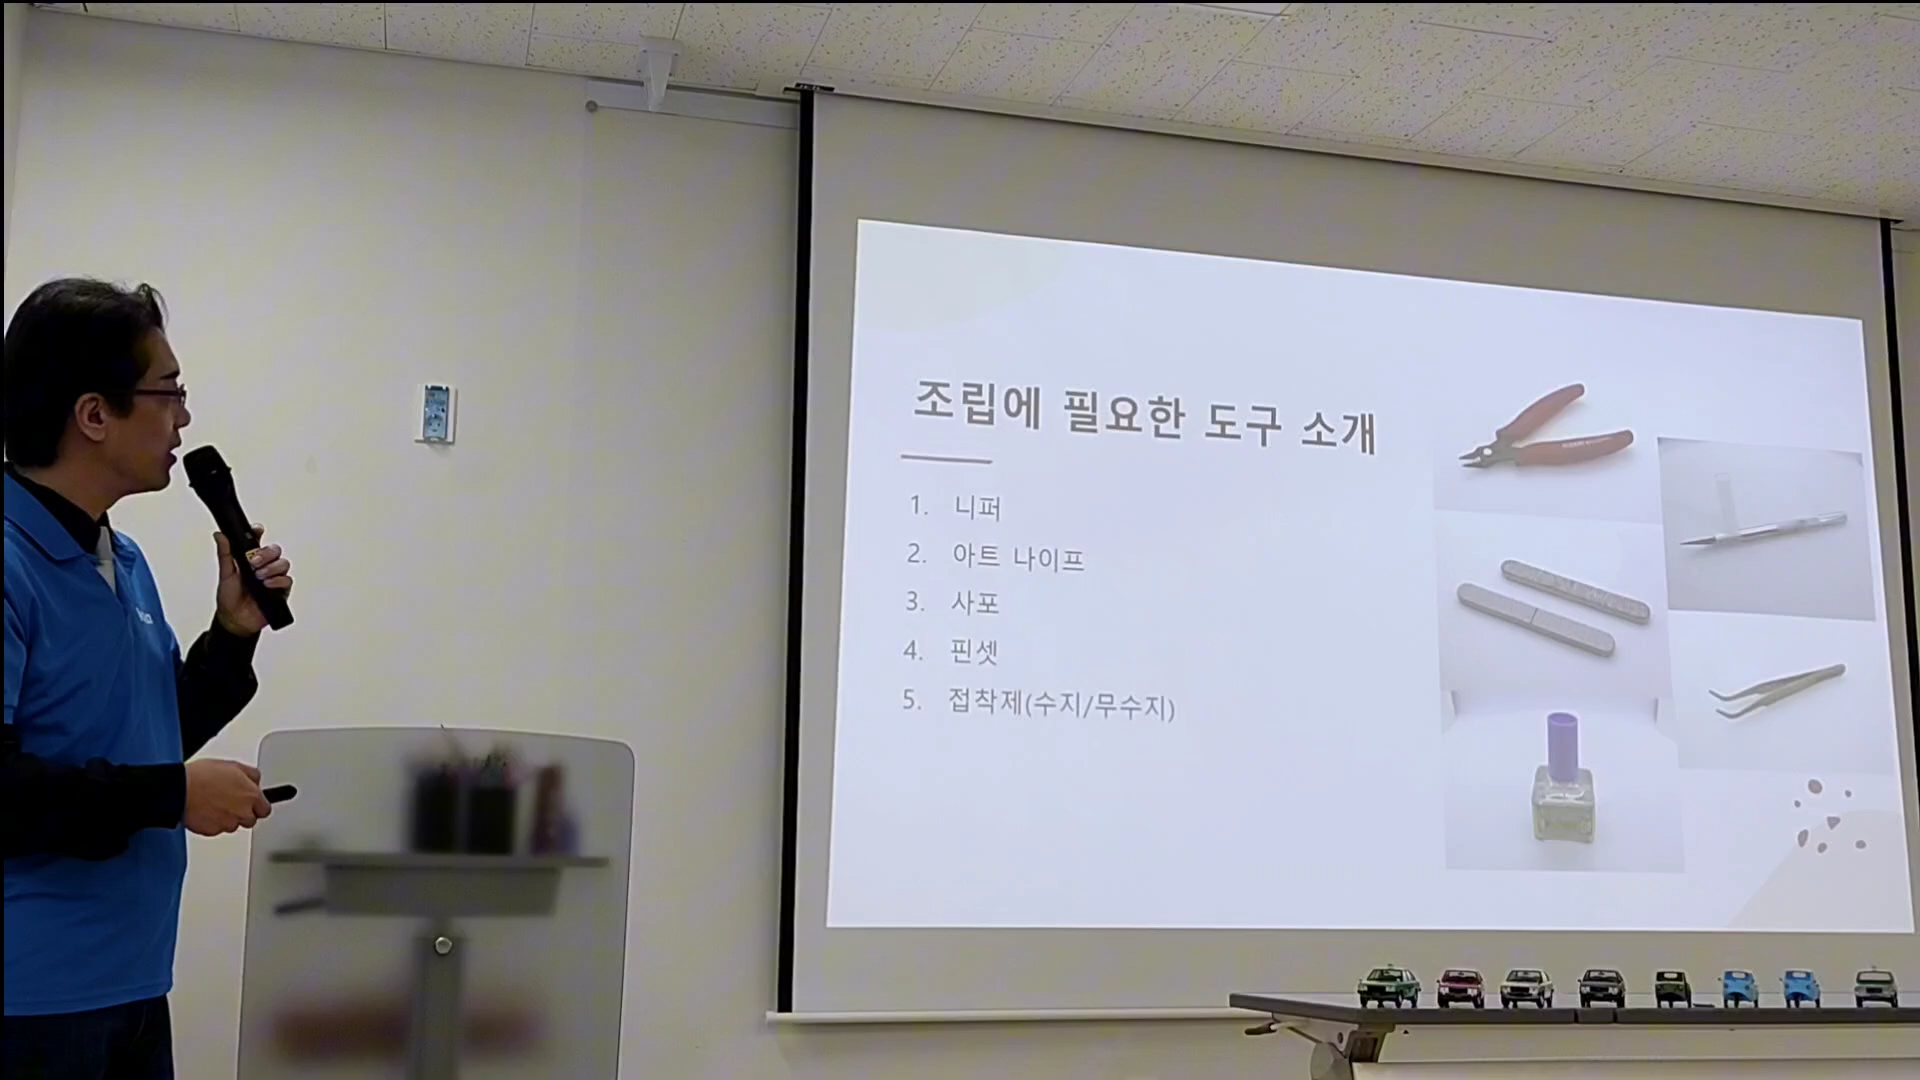 조립에 필요한 도구 소개
1. 니퍼
2. 아트 나이프
3. 사포
4. 핀셋
5. 접착제(수지/무수지)